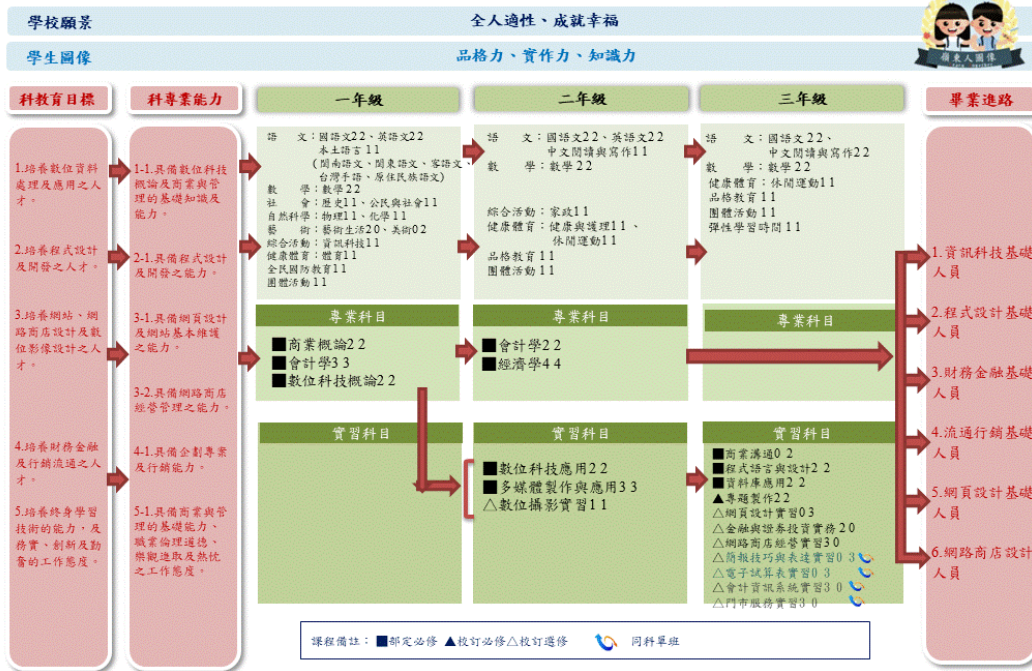 學校願景
全人適性、成就幸福
學生圖像
品格力、實作力、知識力
嶺東人圖像
科教育目標
1.培養數位資料
處理及應用之人
才。
2.培養程式設計
及開發之人才。
3.培養網站、網
路商店設計及數
位影像設計之人
才。
4.培養財務金融
及行銷流通之人
才。
5.培養終身學習
技術的能力，及
務實、創新及勤
奮的工作態度。
科專業能力
1-1.具備數位科技
概論及商業與管
理的基礎知識及
能力。
2-1.具備程式設計
及開發之能力。
3-1.具備網頁設計
及網站基本維護
之能力。
3-2.具備網路商店
經營管理之能力。
4-1.具備企劃專業
及行銷能力。
5-1.具備商業與管
理的基礎能力、
職業倫理道德、
樂觀進取及熱忱
之工作態度。
一年級
語　文：國語文22、英語文22
本土語言11
(閩南語文、閩東語文、客語文、
台灣手語、原住民族語文)
數　學：數學22
社　會：歷史11、公民與社會11
自然科學：物理11、化學11
藝　術：藝術生活20、美術02
綜合活動：資訊科技11
健康體育：體育11
全民國防教育11
團體活動11
專業科目
■商業概論22
■會計學33
■數位科技概論22
實習科目
二年級
語　文：國語文22、英語文22
中文閱讀與寫作11
數　學：數學22
綜合活動：家政11
健康體育：健康與護理11、
休閒運動11
品格教育11
團體活動11
專業科目
■會計學22
■經濟學44
實習科目
■數位科技應用22
■多媒體製作與應用33
△數位攝影實習11
三年級
語　文：國語文22、
中文閱讀與寫作22
數　學：數學22
健康體育：休閒運動11
品格教育11
團體活動11
彈性學習時間11
專業科目
實習科目
■商業溝通02
■程式語言與設計22
■資料庫應用22
▲專題製作22
△網頁設計實習03
△金融與證券投資實務20
△網路商店經營實習30
△簡報技巧與表達實習03
△電子試算表實習03
△會計資訊系統實習30
△門市服務實習30
畢業進路
1.資訊科技基礎
人員
2.程式設計基礎
人員
3.財務金融基礎
人員
4.流通行銷基礎
人員
5.網頁設計基礎
人員
6.網路商店設計
人員
課程備註：■部定必修 ▲校訂必修△校訂選修 同科單班